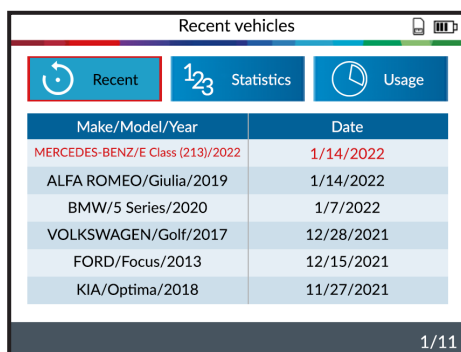 Recent vehicles
Recent
123 Statistics
Usage
Make/Model/Year Date
MERCEDES-BENZ/E Class (213)/2022 1/14/2022
ALFA ROMEO/Giulia/2019 1/14/2022
BMW/5 Series/2020 1/7/2022
VOLKSWAGEN/Golf/2017 12/28/2021
FORD/Focus/2013 12/15/2021
KIA/Optima/2018 11/27/2021
1/11